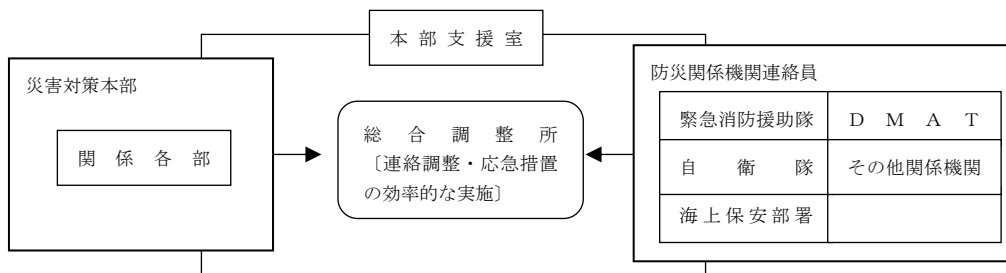 本部支援室
災害対策本部
関係各部
総合調整所
〔連絡調整・応急措置
の効率的な実施〕
防災関係機関連絡員
緊急消防援助隊
DMAT
自衛隊
その他関係機関
海上保安部署